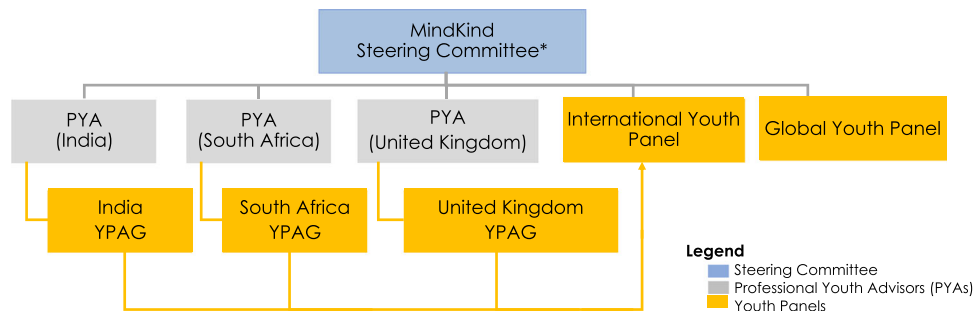 MindKind
Steering Committee*
PYA
(India)
PYA
(South Africa)
PYA
(United Kingdom)
International Youth
Panel
Global Youth Panel
India
YPAG
South Africa
YPAG
United Kingdom
YPAG
Legend
Steering Committee
Professional Youth Advisors (PYAs)
Youth Panels